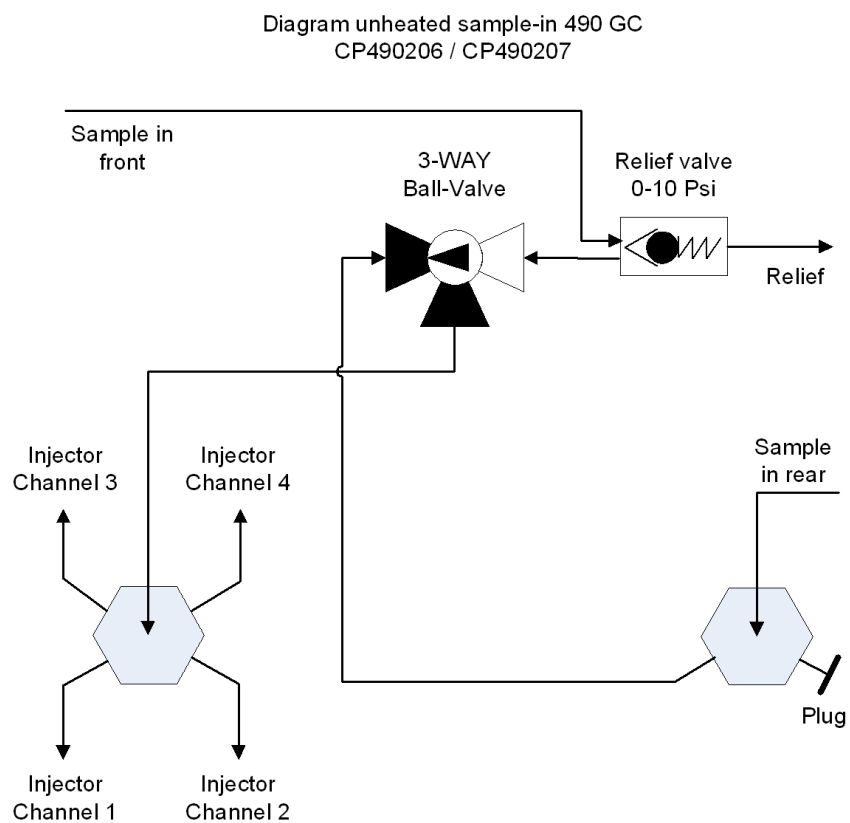 Diagram unheated sample-in 490 GC
CP490206 / CP490207
Sample in
front
3-WAY
Ball-Valve
Relief valve
0-10 Psi
Relief
Injector
Channel 3
Injector
Channel 4
Sample
in rear
Plug
Injector
Channel 1
Injector
Channel 2